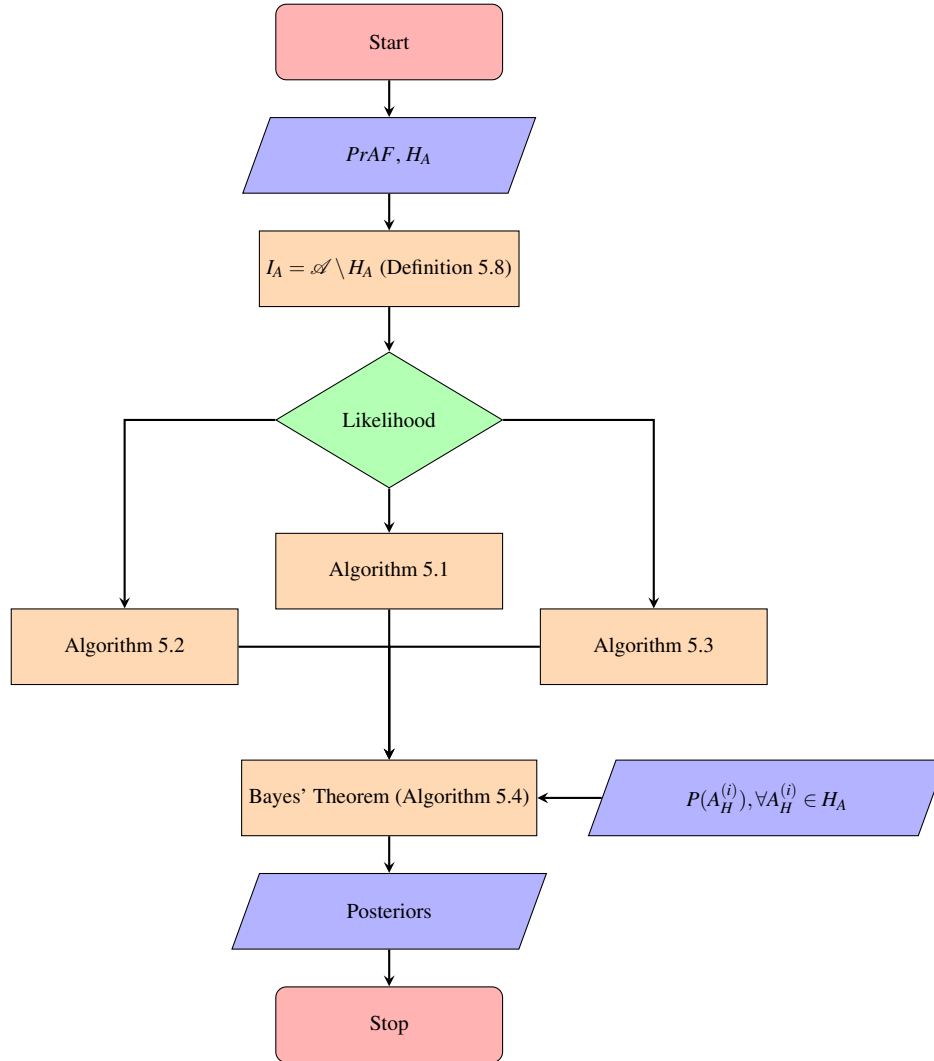 Start
PrAF, H_A
I_A = 𝒜 \ H_A (Definition 5.8)
Likelihood
Algorithm 5.1
Algorithm 5.2
Algorithm 5.3
Bayes’ Theorem (Algorithm 5.4)
P(A_H^{(i)}), ∀A_H^{(i)} ∈ H_A
Posteriors
Stop